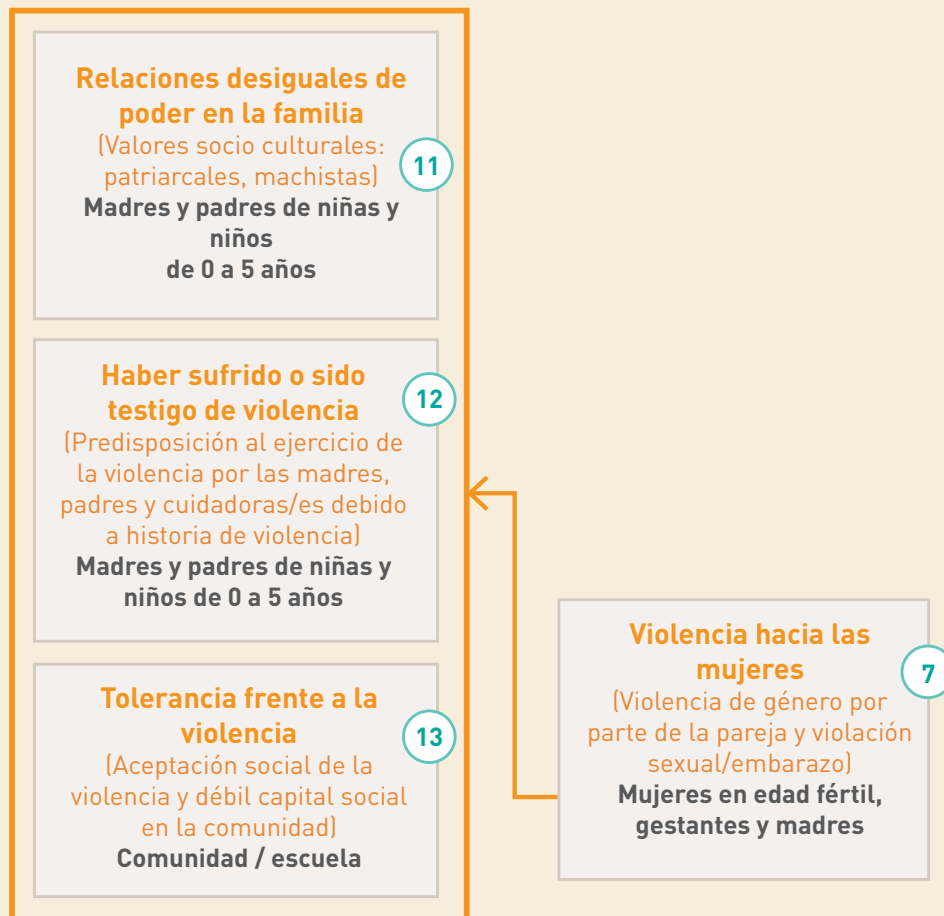 Relaciones desiguales de
poder en la familia
(Valores socio culturales:
patriarcales, machistas)
11
Madres y padres de niñas y
niños
de 0 a 5 años
Haber sufrido o sido
testigo de violencia
12
(Predisposición al ejercicio de
la violencia por las madres,
padres y cuidadoras/es debido
a historia de violencia)
Madres y padres de niñas y
niños de 0 a 5 años
Tolerancia frente a la
violencia
13
(Aceptación social de la
violencia y débil capital social
en la comunidad)
Comunidad / escuela
Violencia hacia las
mujeres
7
(Violencia de género por
parte de la pareja y violación
sexual/embarazo)
Mujeres en edad fértil,
gestantes y madres